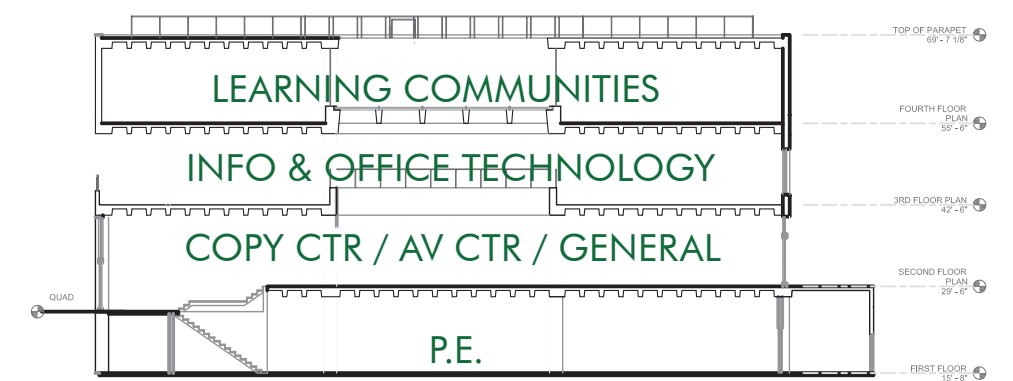 TOP OF PARAPET
69' - 7 1/8"
LEARNING COMMUNITIES
FOURTH FLOOR
PLAN
55' - 6"
INFO & OFFICE TECHNOLOGY
3RD FLOOR PLAN
42' - 6"
COPY CTR / AV CTR / GENERAL
SECOND FLOOR
PLAN
29' - 6"
QUAD
P.E.
FIRST FLOOR
15' - 8"